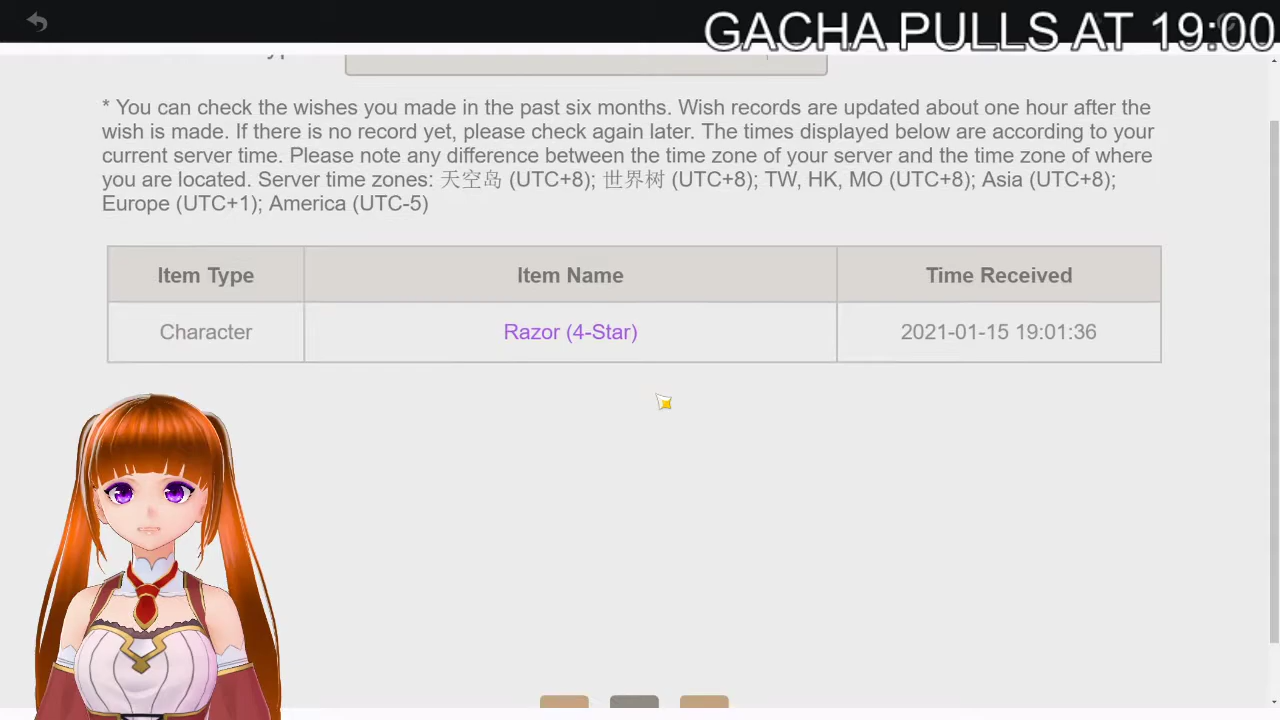 GACHA PULLS AT 19:00
* You can check the wishes you made in the past six months. Wish records are updated about one hour after the
wish is made. If there is no record yet, please check again later. The times displayed below are according to your
current server time. Please note any difference between the time zone of your server and the time zone of where
you are located. Server time zones: 天空岛 (UTC+8); 世界树 (UTC+8); TW, HK, MO (UTC+8); Asia (UTC+8);
Europe (UTC+1); America (UTC-5)
Item Type Item Name Time Received
Character Razor (4-Star) 2021-01-15 19:01:36